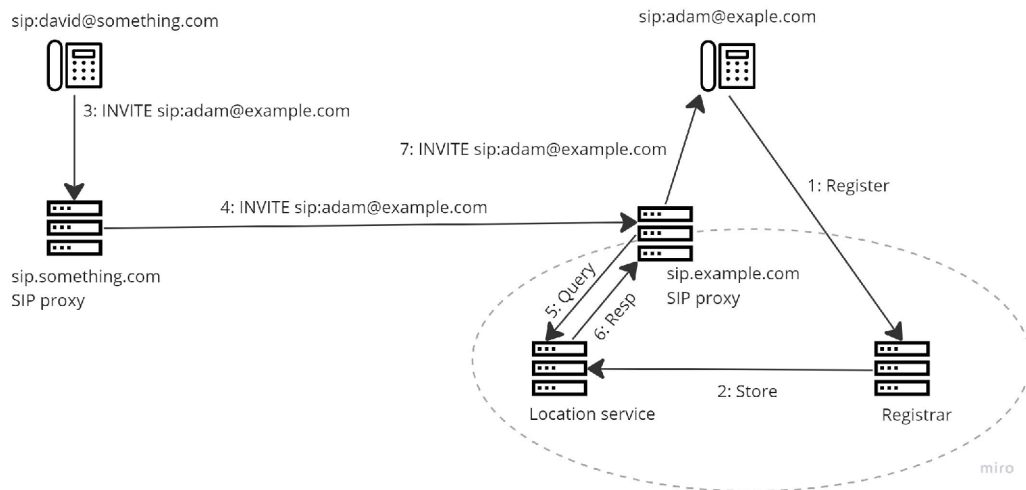 sip:david@something.com
sip:adam@exaple.com
3: INVITE sip:adam@example.com
7: INVITE sip:adam@example.com
1: Register
4: INVITE sip:adam@example.com
sip.something.com
SIP proxy
sip.example.com
SIP proxy
5: Query
6: Resp
2: Store
Location service
Registrar
miro